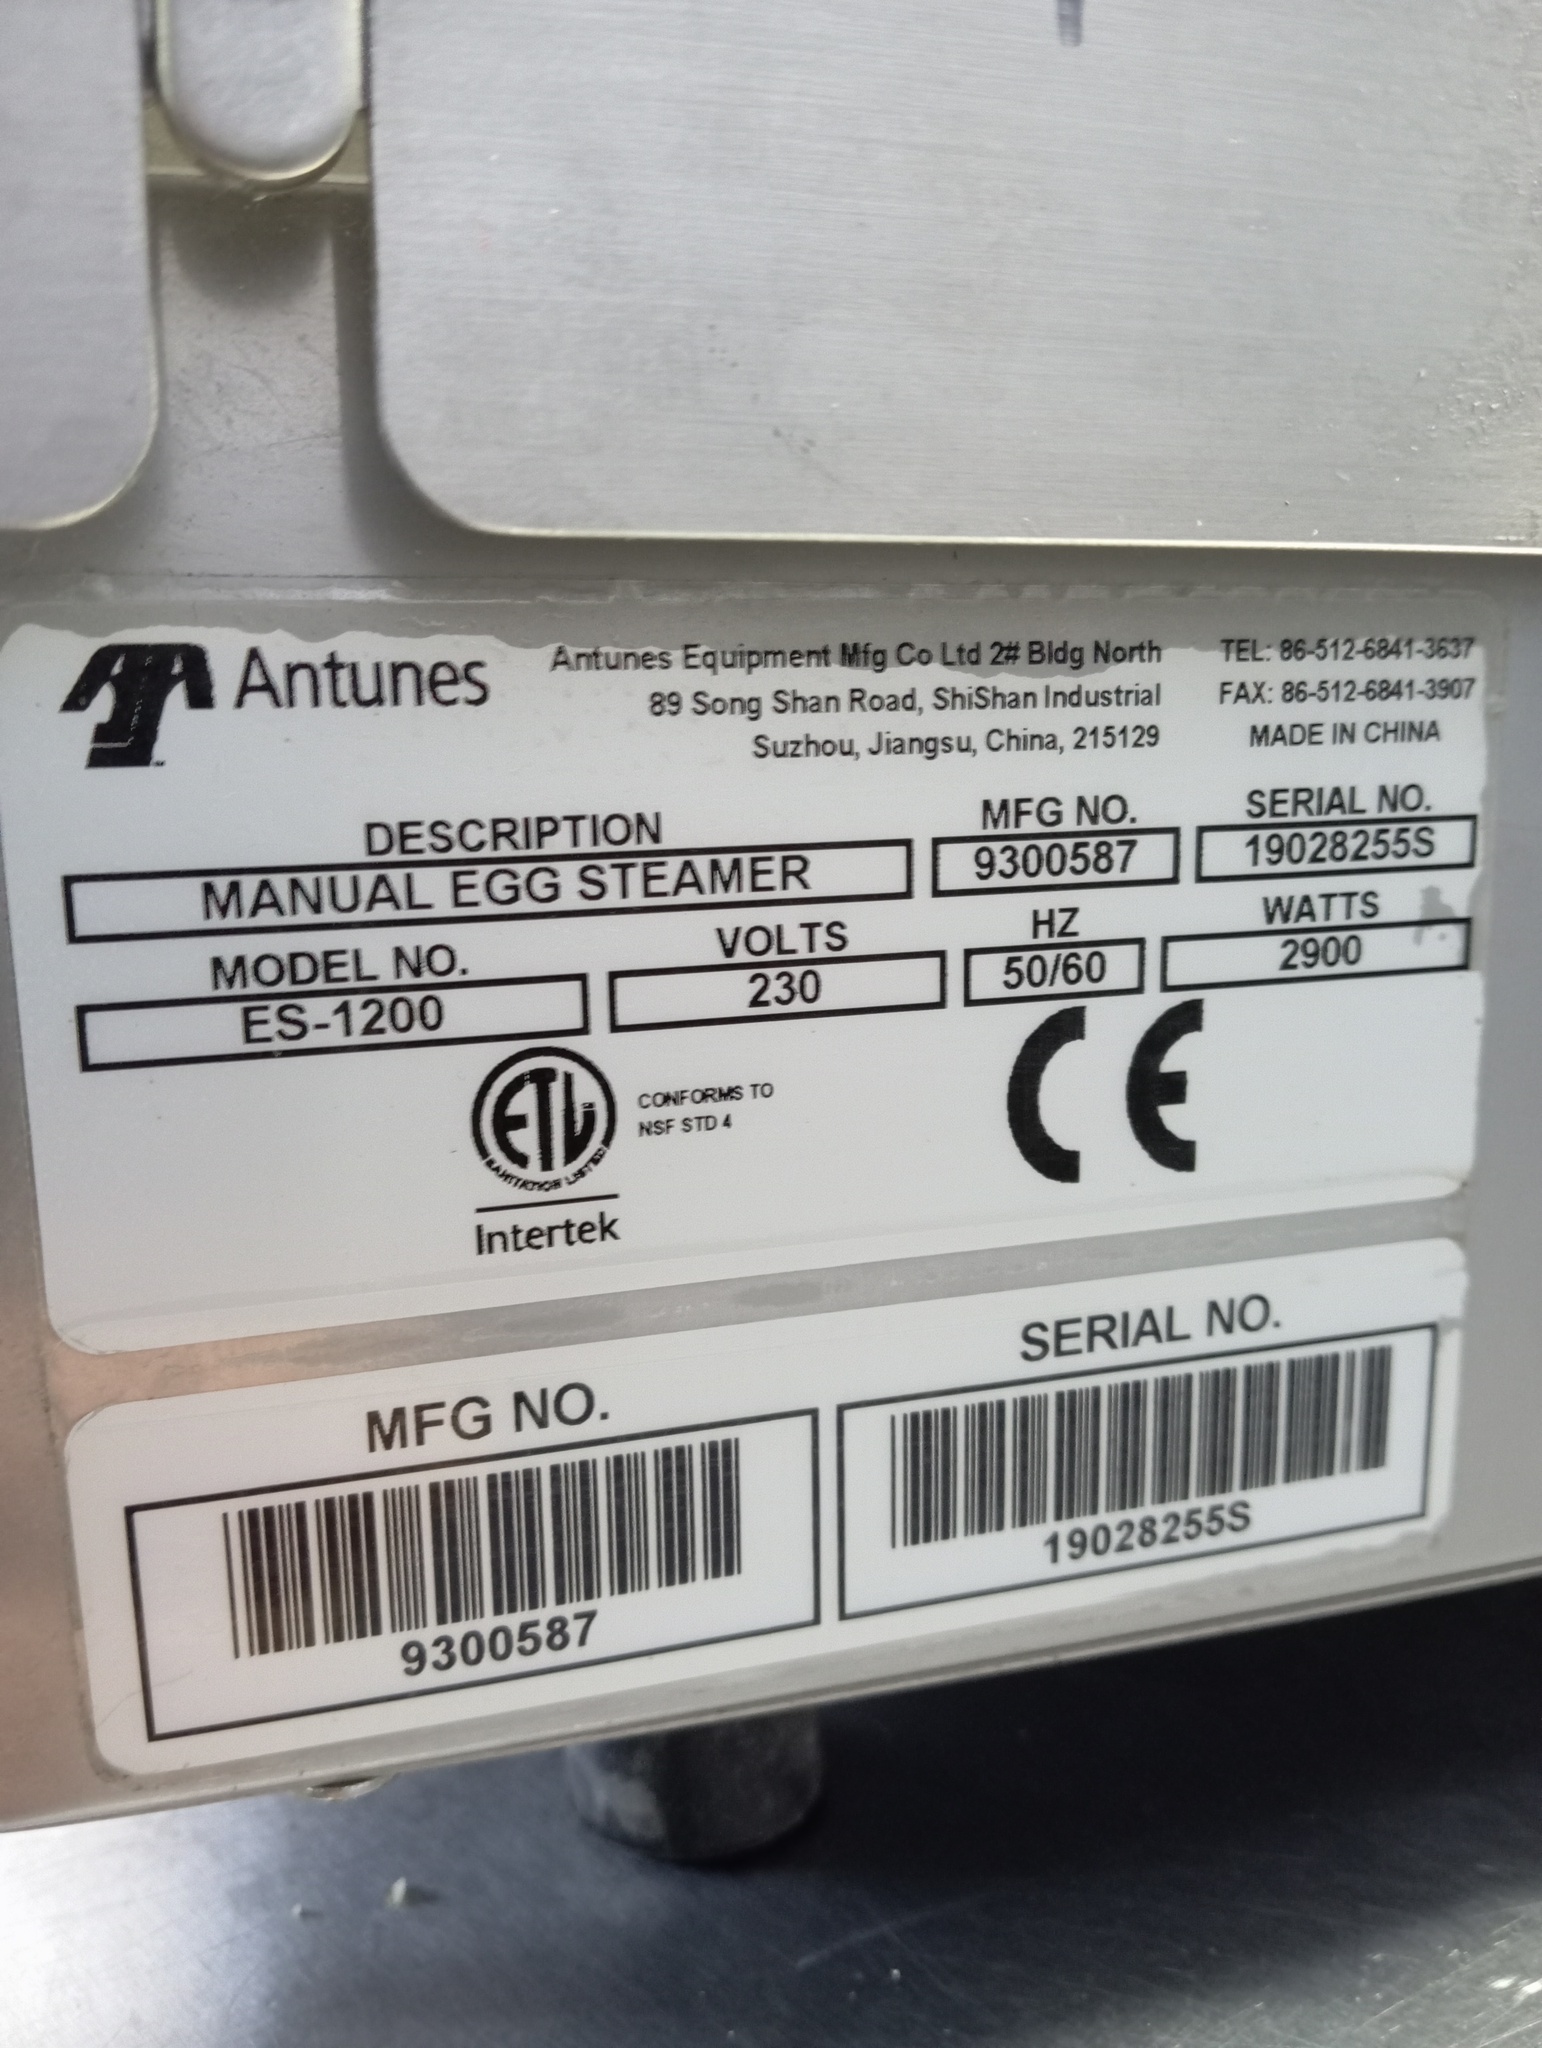 Antunes
Antunes Equipment Mfg Co Ltd 2# Bldg North
89 Song Shan Road, ShiShan Industrial
Suzhou, Jiangsu, China, 215129
TEL: 86-512-6841-3637
FAX: 86-512-6841-3907
MADE IN CHINA
DESCRIPTION
MANUAL EGG STEAMER
MFG NO.
9300587
SERIAL NO.
19028255S
MODEL NO.
ES-1200
VOLTS
230
HZ
50/60
WATTS
2900
ETL
SANITATION LISTED
Intertek
CONFORMS TO
NSF STD 4
CE
MFG NO.
9300587
SERIAL NO.
19028255S